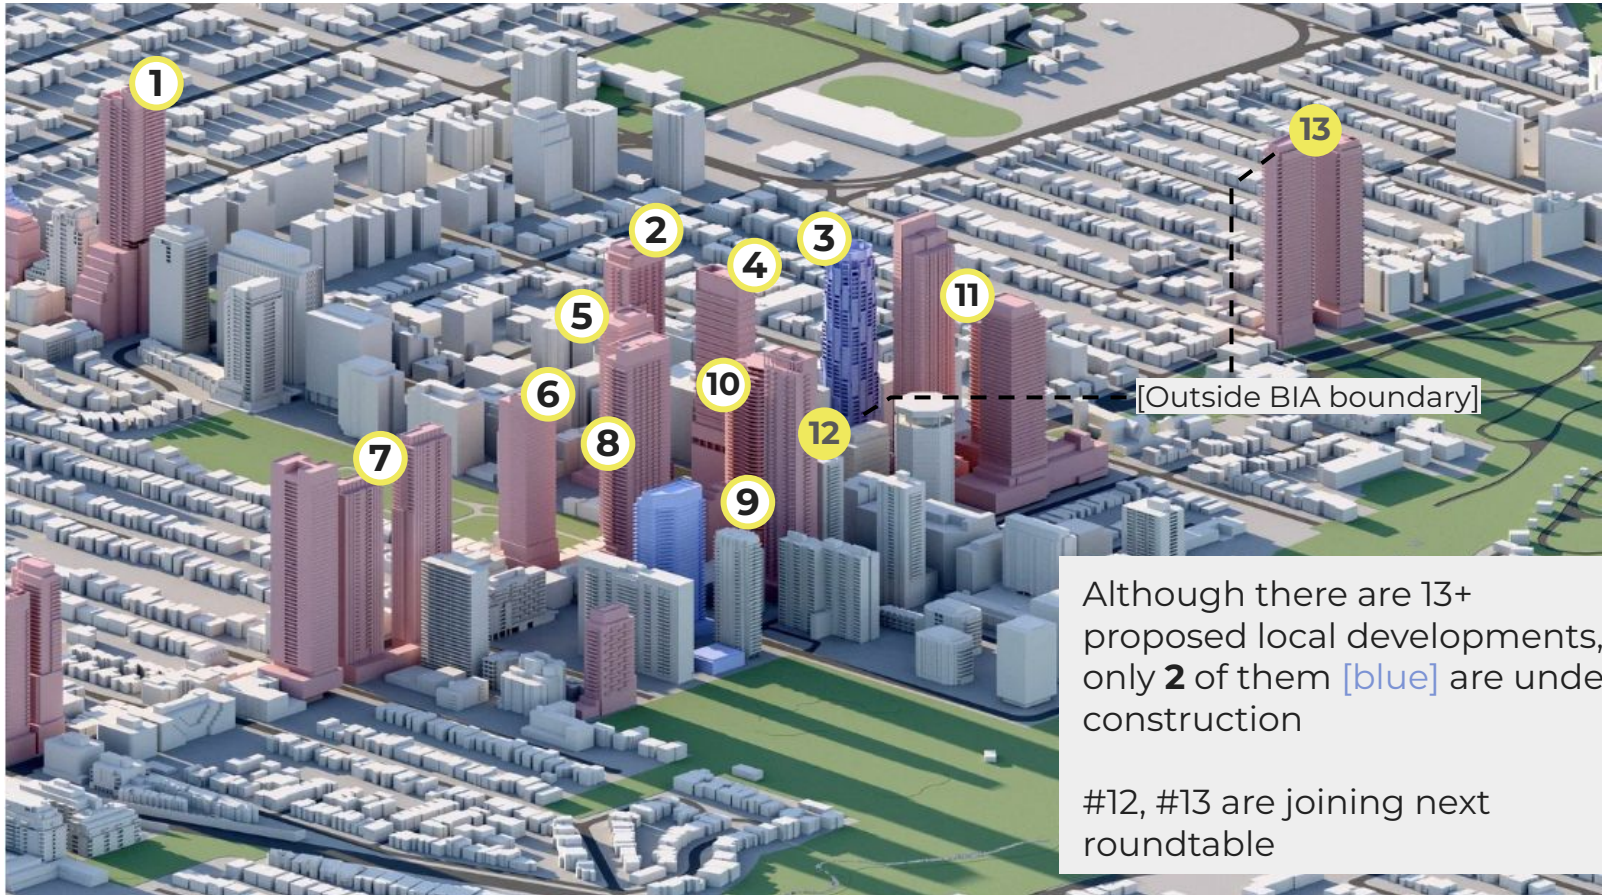 1
13
2
3
4
11
5
10
6
[Outside BIA boundary]
12
8
7
9
Although there are 13+
proposed local developments,
only 2 of them [blue] are unde
construction
#12, #13 are joining next
roundtable